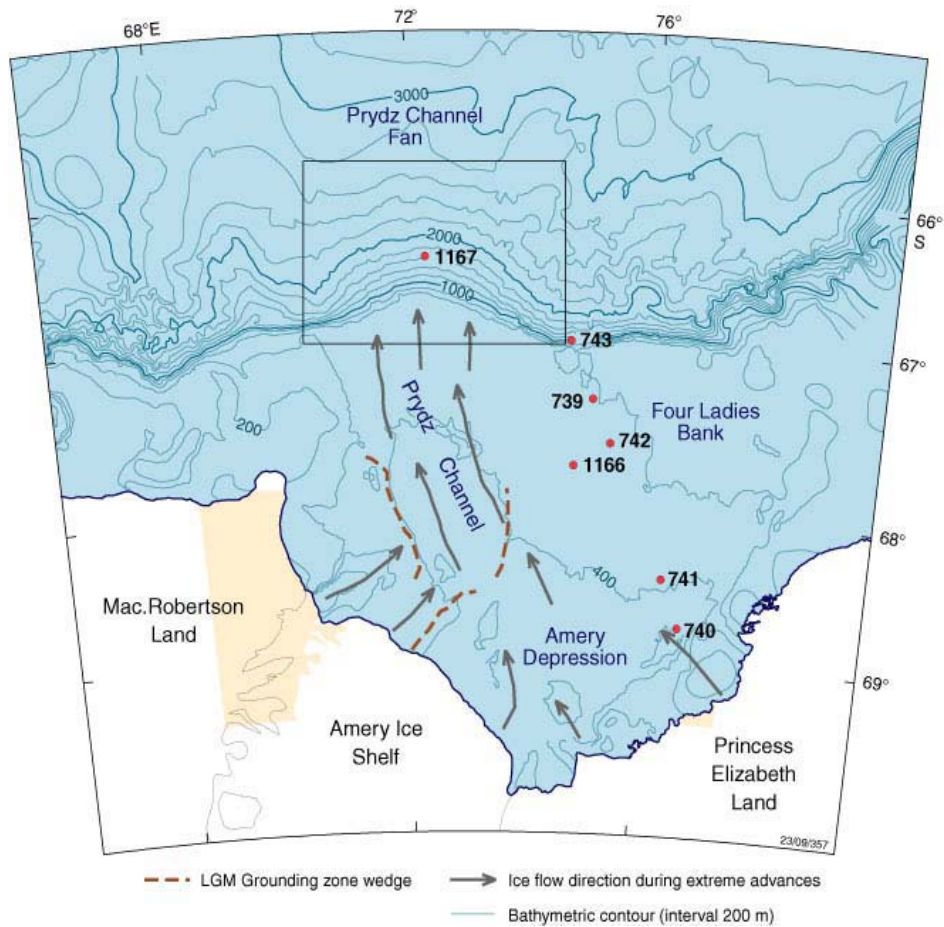 68°E
72°
76°
3000
Prydz Channel
Fan
66°
S
2000
1167
1000
743
67°
739
Four Ladies
Bank
Prydz
Channel
742
1166
200
68°
400
741
Mac.Robertson
Land
740
Amery
Depression
69°
Amery Ice
Shelf
Princess
Elizabeth
Land
23/09/357
LGM Grounding zone wedge
Ice flow direction during extreme advances
Bathymetric contour (interval 200 m)